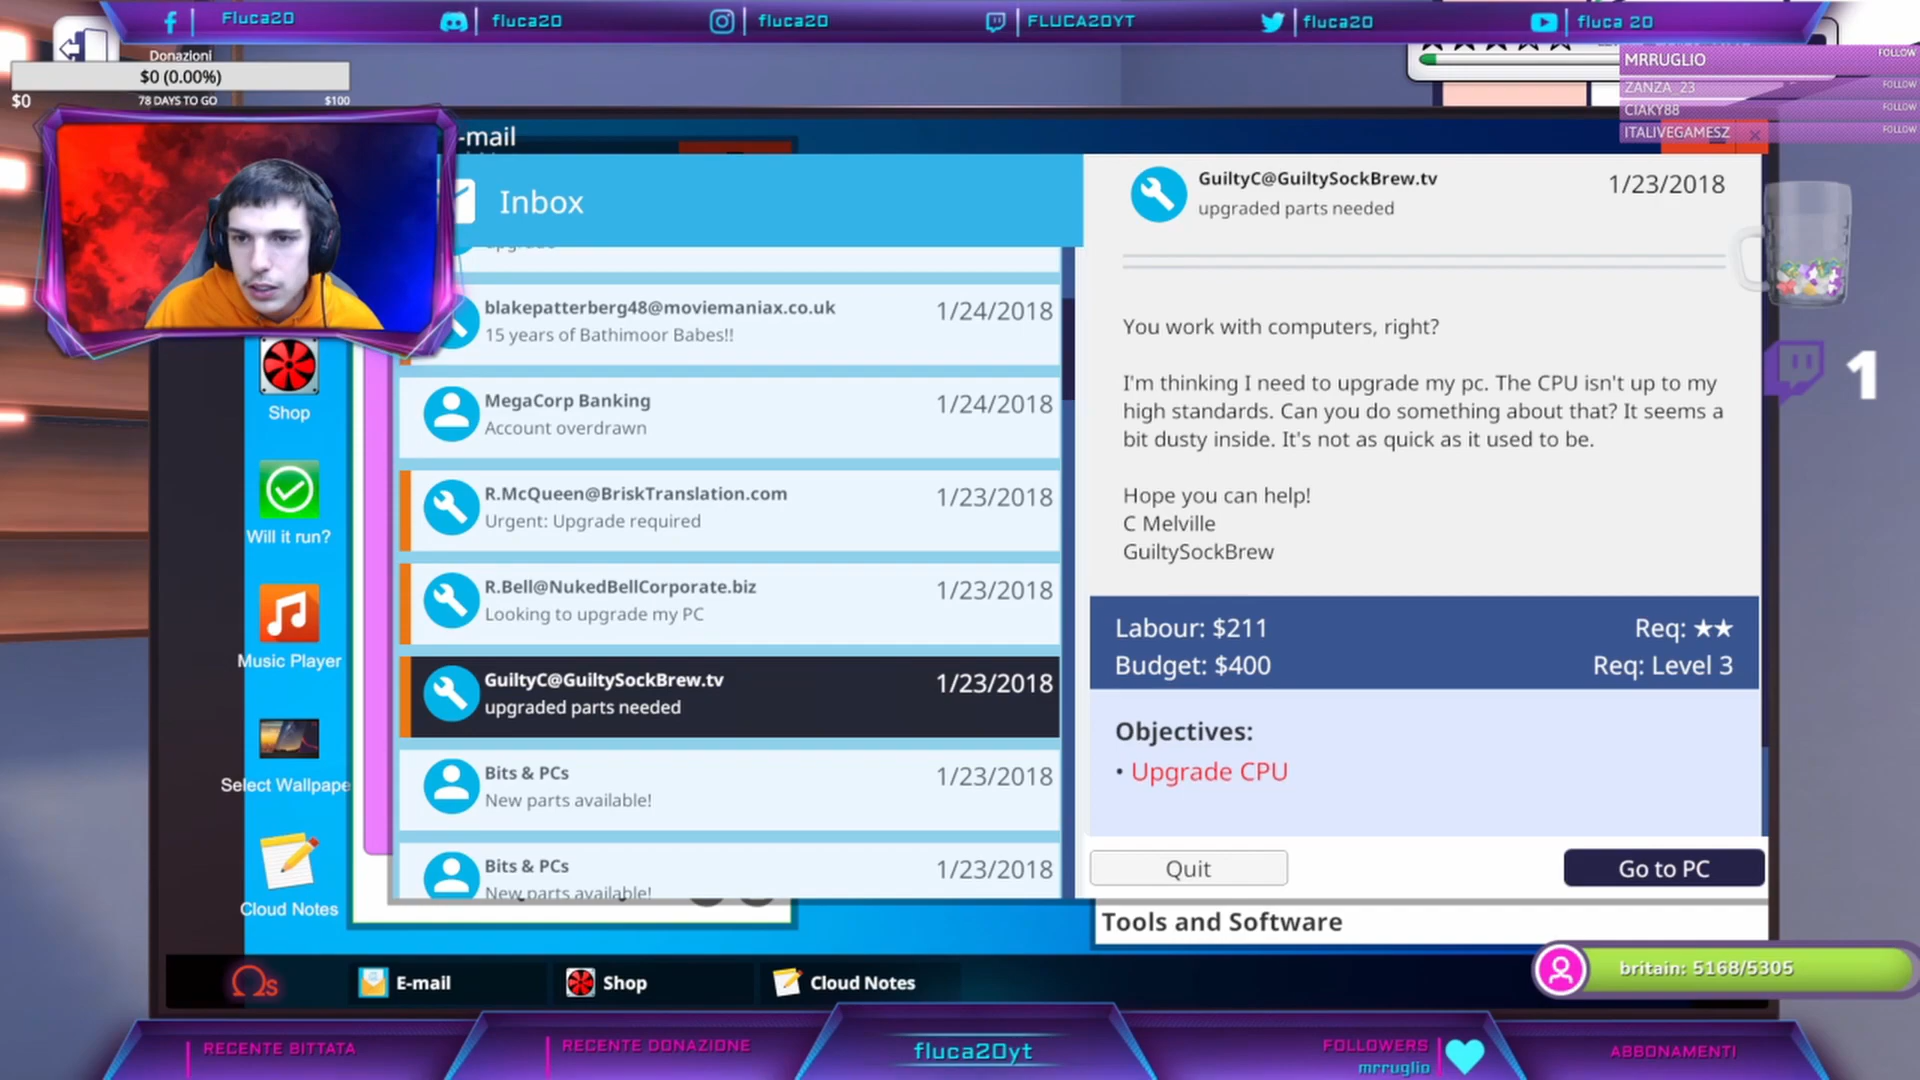 Fluca20
fluca20
fluca20
FLUCA20YT
fluca20
fluca 20
Donazioni
$0 (0.00%)
$0
78 DAYS TO GO
$100
MRRUGLIO
FOLLOW
ZANZA_23
FOLLOW
CIAKY88
FOLLOW
ITALIVEGAMESZ
FOLLOW
-mail
Inbox
upgrade
blakepatterberg48@moviemaniax.co.uk
1/24/2018
15 years of Bathimoor Babes!!
MegaCorp Banking
1/24/2018
Account overdrawn
R.McQueen@BriskTranslation.com
1/23/2018
Urgent: Upgrade required
R.Bell@NukedBellCorporate.biz
1/23/2018
Looking to upgrade my PC
GuiltyC@GuiltySockBrew.tv
1/23/2018
upgraded parts needed
Bits & PCs
1/23/2018
New parts available!
Bits & PCs
1/23/2018
New parts available!
GuiltyC@GuiltySockBrew.tv
1/23/2018
upgraded parts needed
You work with computers, right?
I'm thinking I need to upgrade my pc. The CPU isn't up to my
high standards. Can you do something about that? It seems a
bit dusty inside. It's not as quick as it used to be.
Hope you can help!
C Melville
GuiltySockBrew
Labour: $211
Req: ★★
Budget: $400
Req: Level 3
Objectives:
• Upgrade CPU
Quit
Go to PC
Tools and Software
Shop
Will it run?
Music Player
Select Wallpape
Cloud Notes
1
britain: 5168/5305
Ωs
E-mail
Shop
Cloud Notes
RECENTE BITTATA
RECENTE DONAZIONE
fluca20yt
FOLLOWERS
mrruglio
ABBONAMENTI